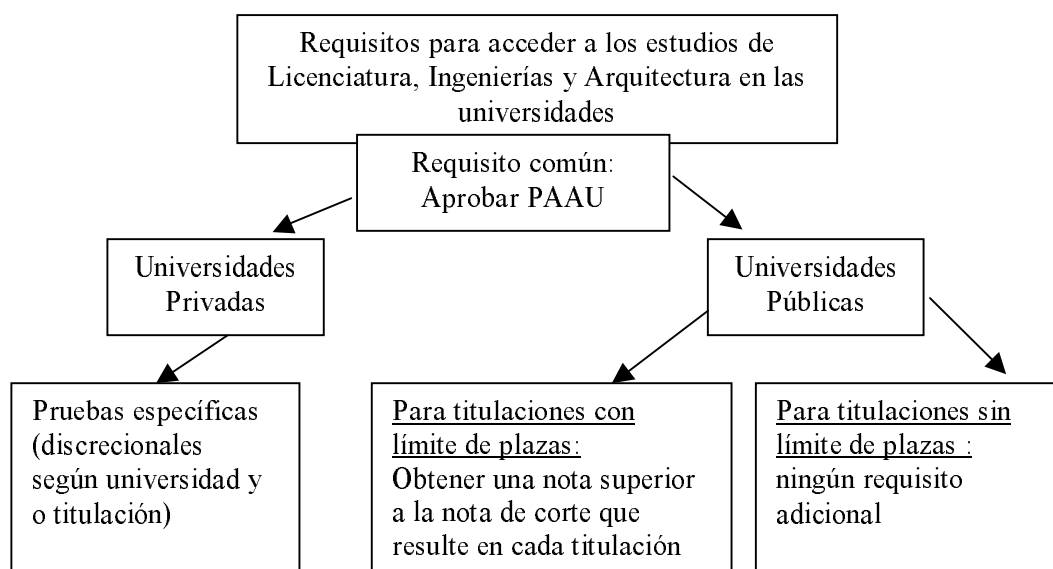 Requisitos para acceder a los estudios de
Licenciatura, Ingenierías y Arquitectura en las
universidades
Requisito común:
Aprobar PAAU
Universidades
Privadas
Universidades
Públicas
Pruebas específicas
(discrecionales
según universidad y
o titulación)
Para titulaciones con
límite de plazas:
Obtener una nota superior
a la nota de corte que
resulte en cada titulación
Para titulaciones sin
límite de plazas :
ningún requisito
adicional